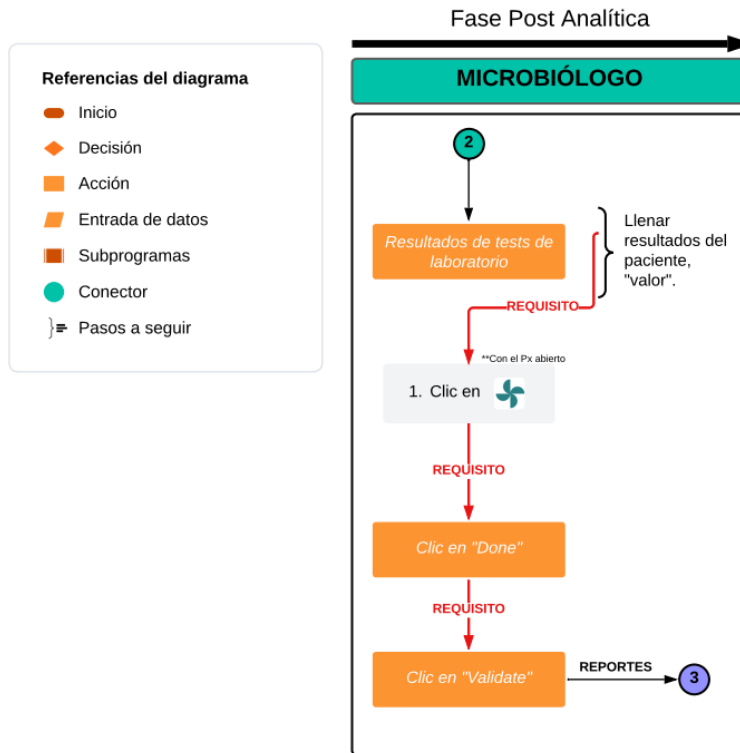 Fase Post Analítica
MICROBIÓLOGO
Referencias del diagrama
Inicio
Decisión
Acción
Entrada de datos
Subprogramas
Conector
Pasos a seguir
2
Resultados de tests de
laboratorio
Llenar
resultados del
paciente,
"valor".
REQUISITO
**Con el Px abierto
1. Clic en
REQUISITO
Clic en "Done"
REQUISITO
Clic en "Validate"
REPORTES
3